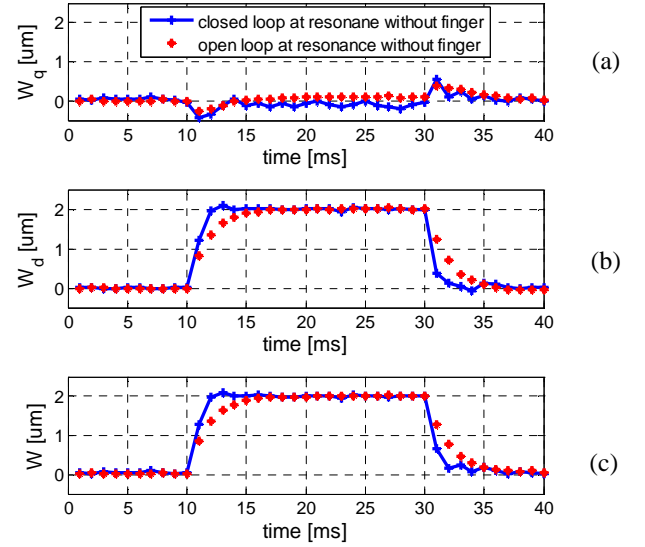 closed loop at resonane without finger
open loop at resonance without finger
W_q [um]
2
1
0
0 5 10 15 20 25 30 35 40
time [ms]
(a)
W_d [um]
2
1
0
0 5 10 15 20 25 30 35 40
time [ms]
(b)
W [um]
2
1
0
0 5 10 15 20 25 30 35 40
time [ms]
(c)